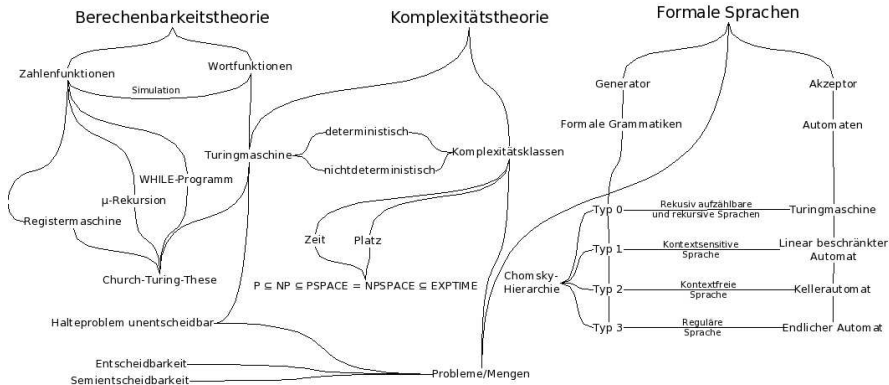 Berechenbarkeitstheorie
Komplexitätstheorie
Formale Sprachen
Zahlenfunktionen
Wortfunktionen
Simulation
Generator
Akzeptor
Formale Grammatiken
Automaten
deterministisch
Turingmaschine
Komplexitätsklassen
nichtdeterministisch
WHILE-Programm
µ-Rekursion
Registermaschine
Church-Turing-These
Zeit
Platz
P ⊆ NP ⊆ PSPACE = NPSPACE ⊆ EXPTIME
Chomsky-
Hierarchie
Typ 0
Rekusiv aufzählbare
und rekursive Sprachen
Turingmaschine
Typ 1
Kontextsensitive
Sprache
Linear beschränkter
Automat
Typ 2
Kontextfreie
Sprache
Kellerautomat
Typ 3
Reguläre
Sprache
Endlicher Automat
Halteproblem unentscheidbar
Entscheidbarkeit
Semientscheidbarkeit
Probleme/Mengen